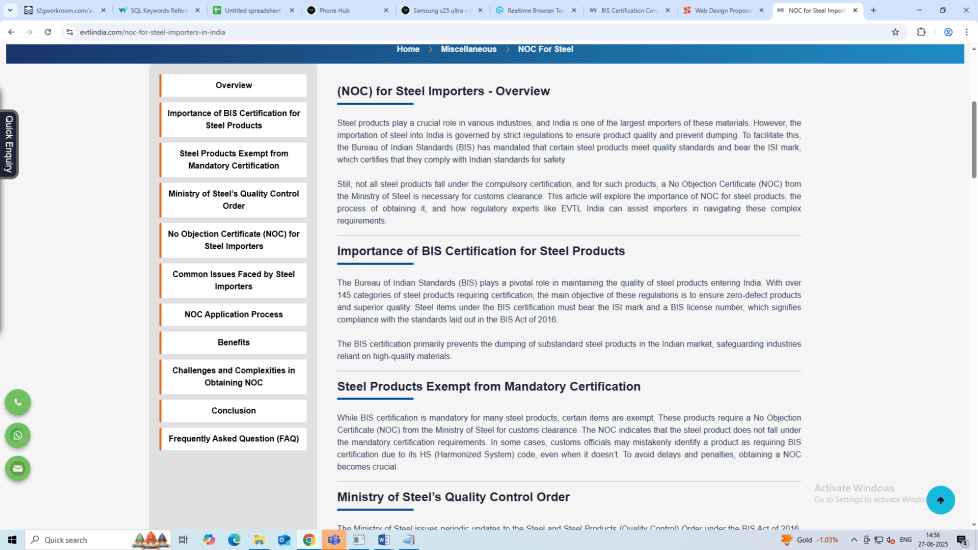 t2gworkroom.com/ad
SQL Keywords Refere
Untitled spreadsheet
Phone Hub
Samsung s25 ultra –
Realtime Browser Tes
BIS Certification Con
Web Design Proposa
NOC for Steel Import
evtlindia.com/noc-for-steel-importers-in-india
Home > Miscellaneous > NOC For Steel
Quick Enquiry
Overview
Importance of BIS Certification for
Steel Products
Steel Products Exempt from
Mandatory Certification
Ministry of Steel's Quality Control
Order
No Objection Certificate (NOC) for
Steel Importers
Common Issues Faced by Steel
Importers
NOC Application Process
Benefits
Challenges and Complexities in
Obtaining NOC
Conclusion
Frequently Asked Question (FAQ)
(NOC) for Steel Importers - Overview
Steel products play a crucial role in various industries, and India is one of the largest importers of these materials. However, the
importation of steel into India is governed by strict regulations to ensure product quality and prevent dumping. To facilitate this,
the Bureau of Indian Standards (BIS) has mandated that certain steel products meet quality standards and bear the ISI mark,
which certifies that they comply with Indian standards for safety
Still, not all steel products fall under the compulsory certification, and for such products, a No Objection Certificate (NOC) from
the Ministry of Steel is necessary for customs clearance. This article will explore the importance of NOC for steel products, the
process of obtaining it, and how regulatory experts like EVTL India can assist importers in navigating these complex
requirements.
Importance of BIS Certification for Steel Products
The Bureau of Indian Standards (BIS) plays a pivotal role in maintaining the quality of steel products entering India. With over
145 categories of steel products requiring certification, the main objective of these regulations is to ensure zero-defect products
and superior quality. Steel items under the BIS certification must bear the ISI mark and a BIS license number, which signifies
compliance with the standards laid out in the BIS Act of 2016.
The BIS certification primarily prevents the dumping of substandard steel products in the Indian market, safeguarding industries
reliant on high-quality materials.
Steel Products Exempt from Mandatory Certification
While BIS certification is mandatory for many steel products, certain items are exempt. These products require a No Objection
Certificate (NOC) from the Ministry of Steel for customs clearance. The NOC indicates that the steel product does not fall under
the mandatory certification requirements. In some cases, customs officials may mistakenly identify a product as requiring BIS
certification due to its HS (Harmonized System) code, even when it doesn't. To avoid delays and penalties, obtaining a NOC
becomes crucial.
Ministry of Steel's Quality Control Order
The Ministry of Steel issues periodic updates to the Steel and Steel Products (Quality Control) Order under the BIS Act of 2016.
Activate Windows
Go to Settings to activate Windows.
Quick search
Gold -1.03%
ENG
14:56
27-06-2025
4